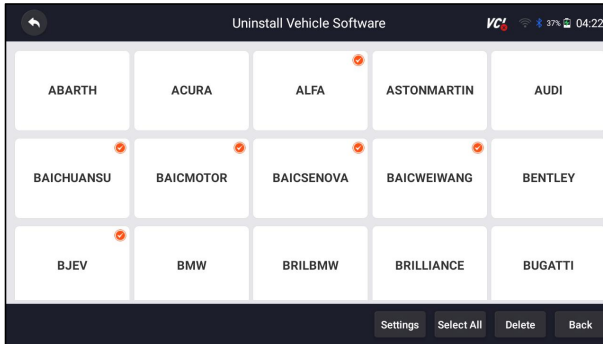 Uninstall Vehicle Software
VCI 37% 04:22
ABARTH ACURA ALFA ASTONMARTIN AUDI
BAICHUANSU BAICMOTOR BAICSENOVA BAICWEIWANG BENTLEY
BJEV BMW BRILBMW BRILLIANCE BUGATTI
Settings Select All Delete Back